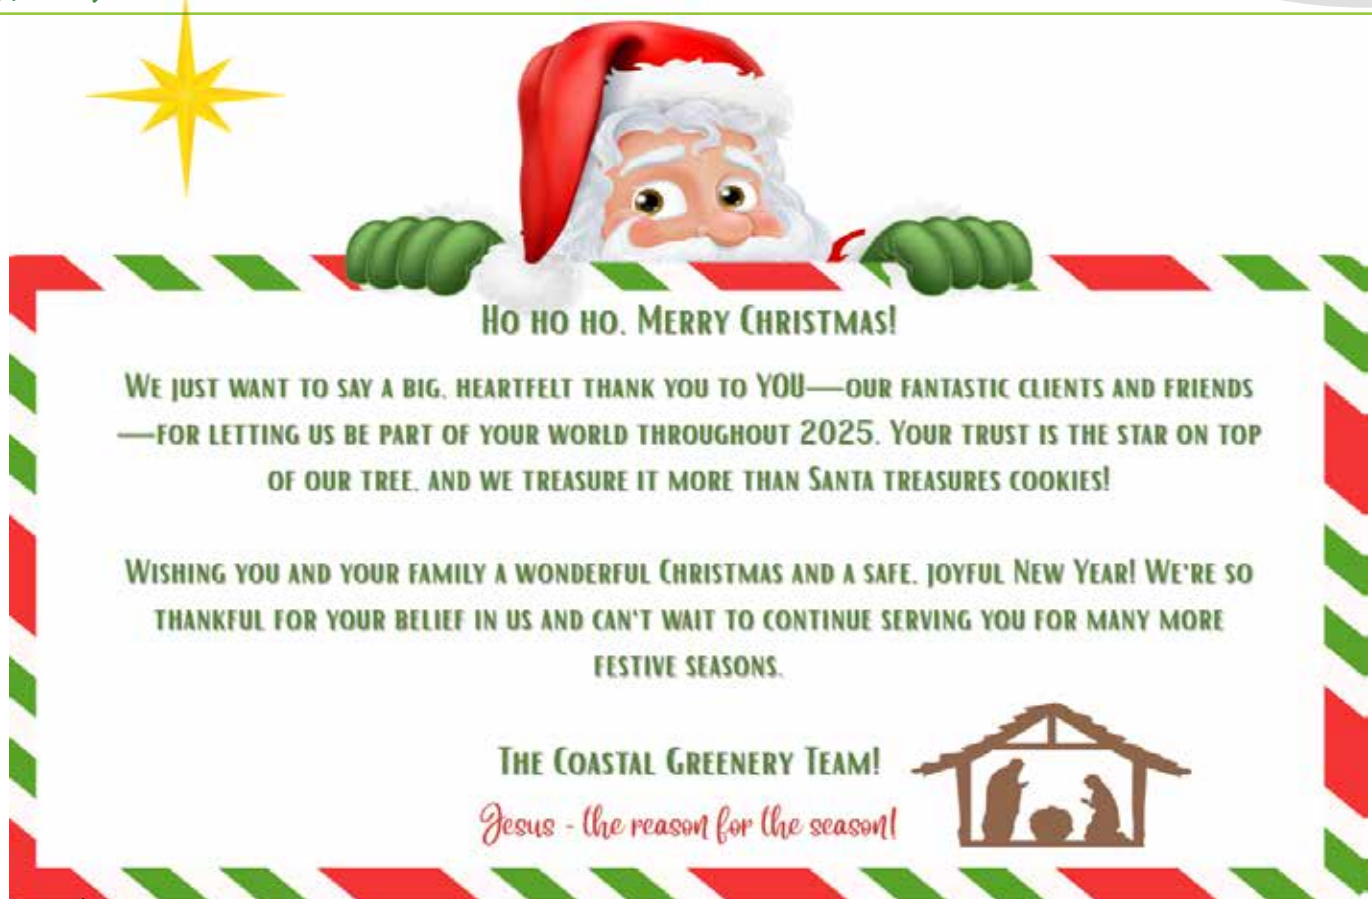 Ho ho ho, Merry Christmas!
We just want to say a big, heartfelt thank you to YOU—our fantastic clients and friends
—for letting us be part of your world throughout 2025. Your trust is the star on top
of our tree, and we treasure it more than Santa treasures cookies!
Wishing you and your family a wonderful Christmas and a safe, joyful New Year! We're so
thankful for your belief in us and can't wait to continue serving you for many more
festive seasons.
The Coastal Greenery Team!
Jesus - the reason for the season!